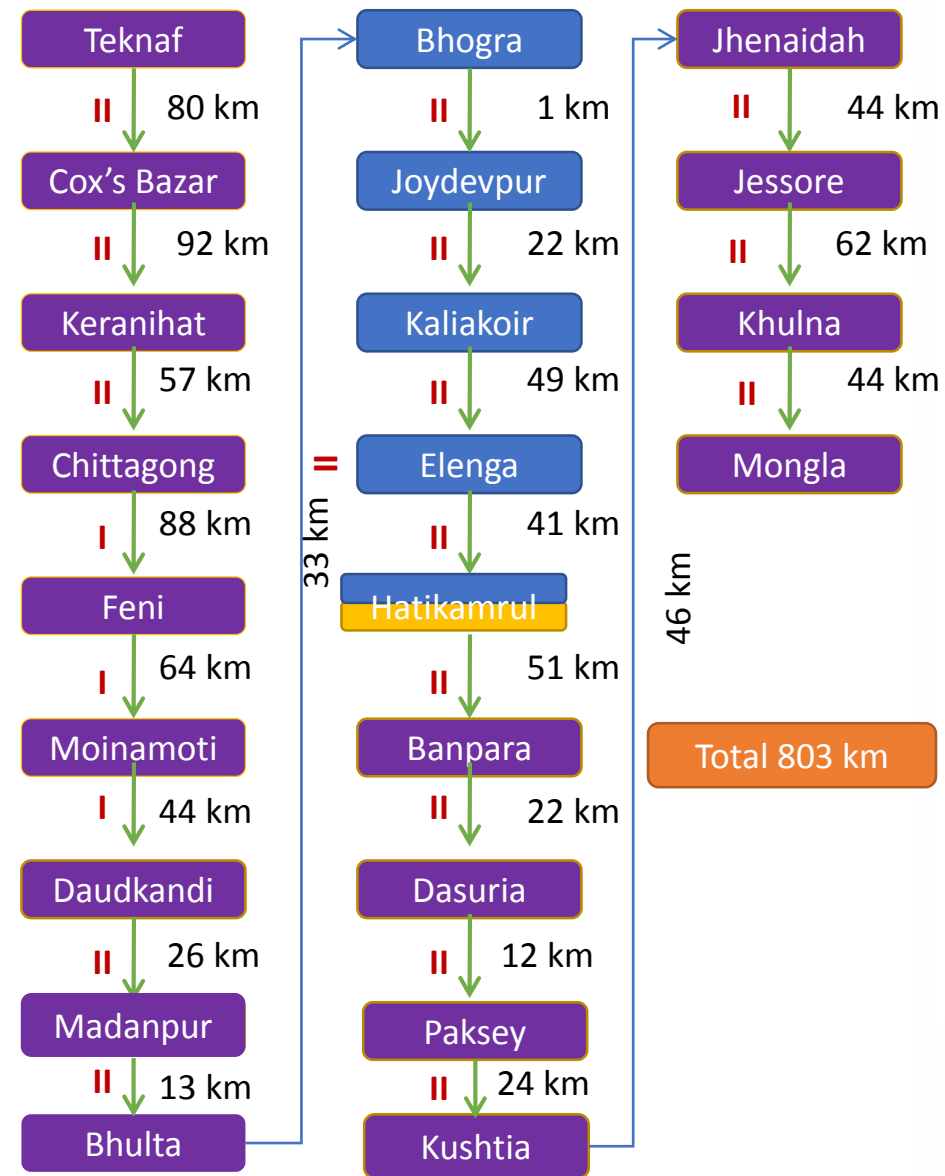 Teknaf
II 80 km
Cox’s Bazar
II 92 km
Keranihat
II 57 km
Chittagong
I 88 km
Feni
I 64 km
Moinamoti
I 44 km
Daudkandi
II 26 km
Madanpur
II 13 km
Bhulta
II 33 km
Bhogra
II 1 km
Joydevpur
II 22 km
Kaliakoir
II 49 km
Elenga
II 41 km
Hatikamrul
II 51 km
Banpara
II 22 km
Dasuria
II 12 km
Paksey
II 24 km
Kushtia
46 km
Jhenaidah
II 44 km
Jessore
II 62 km
Khulna
II 44 km
Mongla
Total 803 km